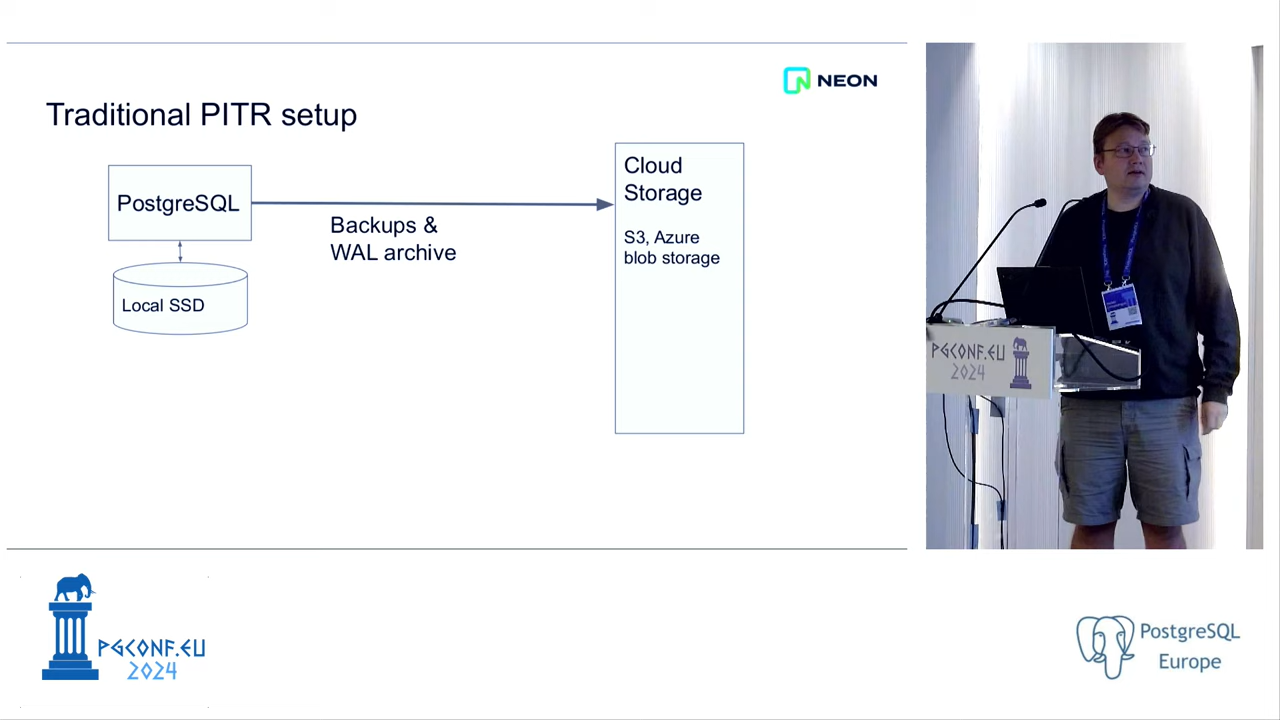 NEON
Traditional PITR setup
PostgreSQL
Local SSD
Backups &
WAL archive
Cloud
Storage
S3, Azure
blob storage
PGCONF.EU
2024
PGCONF.EU
2024
PostgreSQL
Europe